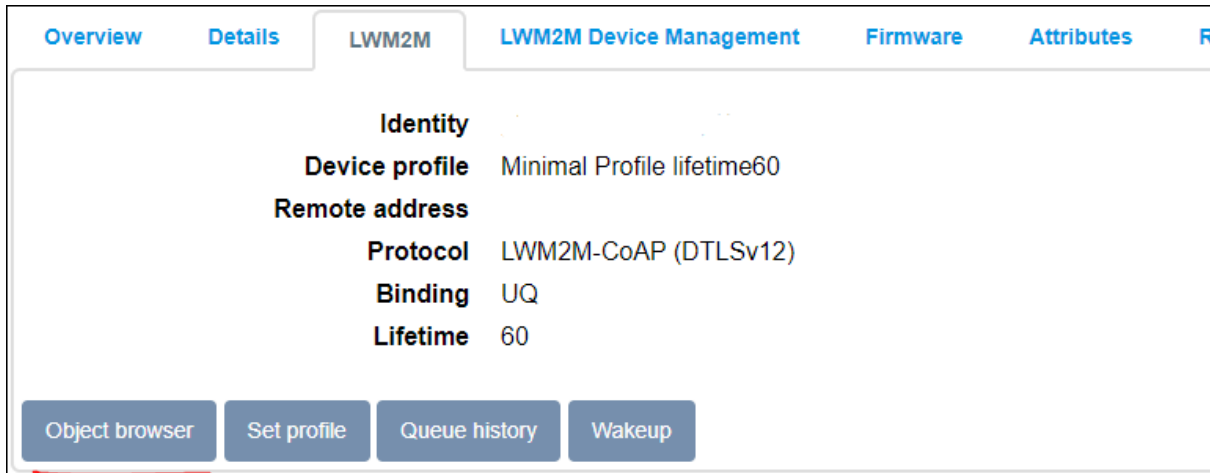 Overview Details LWM2M LWM2M Device Management Firmware Attributes R
Identity
Device profile Minimal Profile lifetime60
Remote address
Protocol LWM2M-CoAP (DTLSv12)
Binding UQ
Lifetime 60
Object browser Set profile Queue history Wakeup